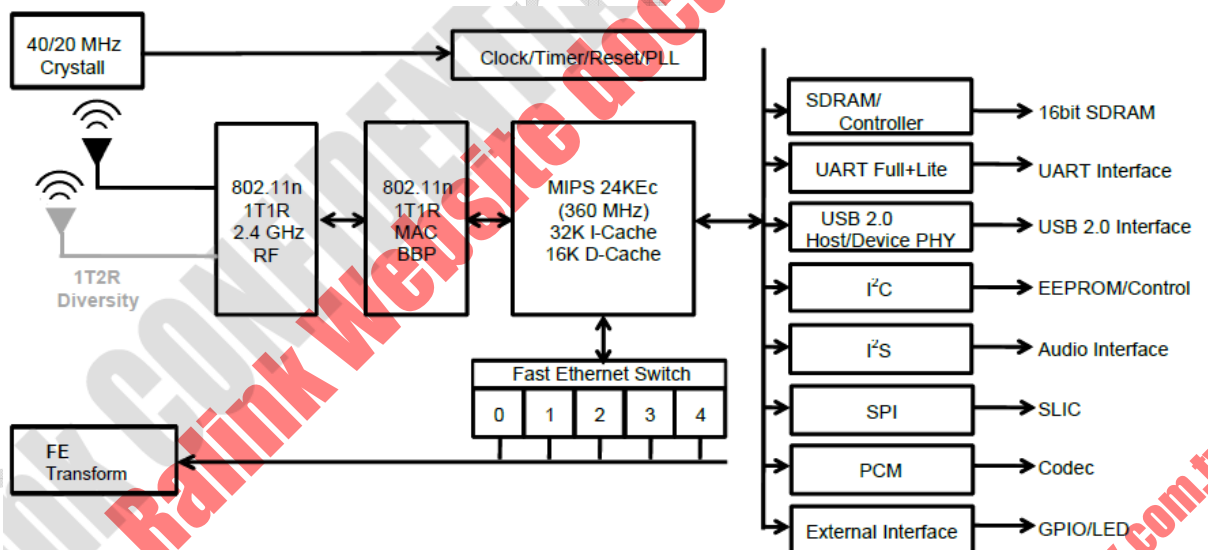 40/20 MHz
Crystall
Clock/Timer/Reset/PLL
802.11n
1T1R
2.4 GHz
RF
802.11n
1T1R
MAC
BBP
MIPS 24KEc
(360 MHz)
32K I-Cache
16K D-Cache
1T2R
Diversity
Fast Ethernet Switch
0 1 2 3 4
FE
Transform
SDRAM/
Controller
16bit SDRAM
UART Full+Lite
UART Interface
USB 2.0
Host/Device PHY
USB 2.0 Interface
I²C
EEPROM/Control
I²S
Audio Interface
SPI
SLIC
PCM
Codec
External Interface
GPIO/LED
CONFIDENT
Ralink Website